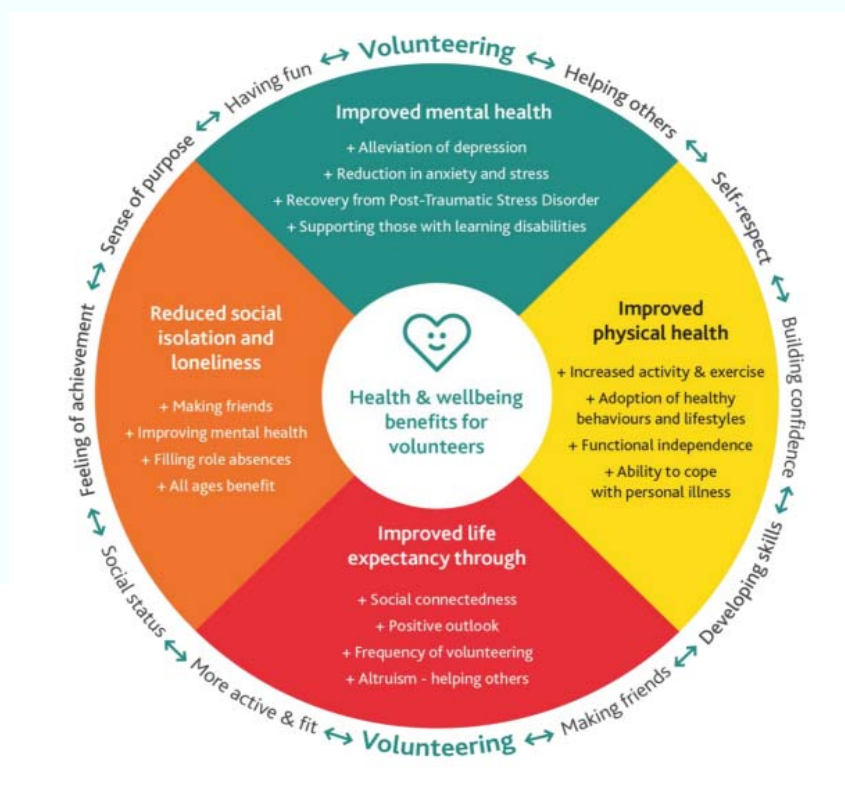 Volunteering
Helping others
Self-respect
Building confidence
Developing skills
Making friends
Volunteering
More active & fit
Social status
Feeling of achievement
Sense of purpose
Having fun
Improved mental health
+ Alleviation of depression
+ Reduction in anxiety and stress
+ Recovery from Post-Traumatic Stress Disorder
+ Supporting those with learning disabilities
Improved
physical health
+ Increased activity & exercise
+ Adoption of healthy
behaviours and lifestyles
+ Functional independence
+ Ability to cope
with personal illness
Improved life
expectancy through
+ Social connectedness
+ Positive outlook
+ Frequency of volunteering
+ Altruism - helping others
Reduced social
isolation and
loneliness
+ Making friends
+ Improving mental health
+ Filling role absences
+ All ages benefit
Health & wellbeing
benefits for
volunteers